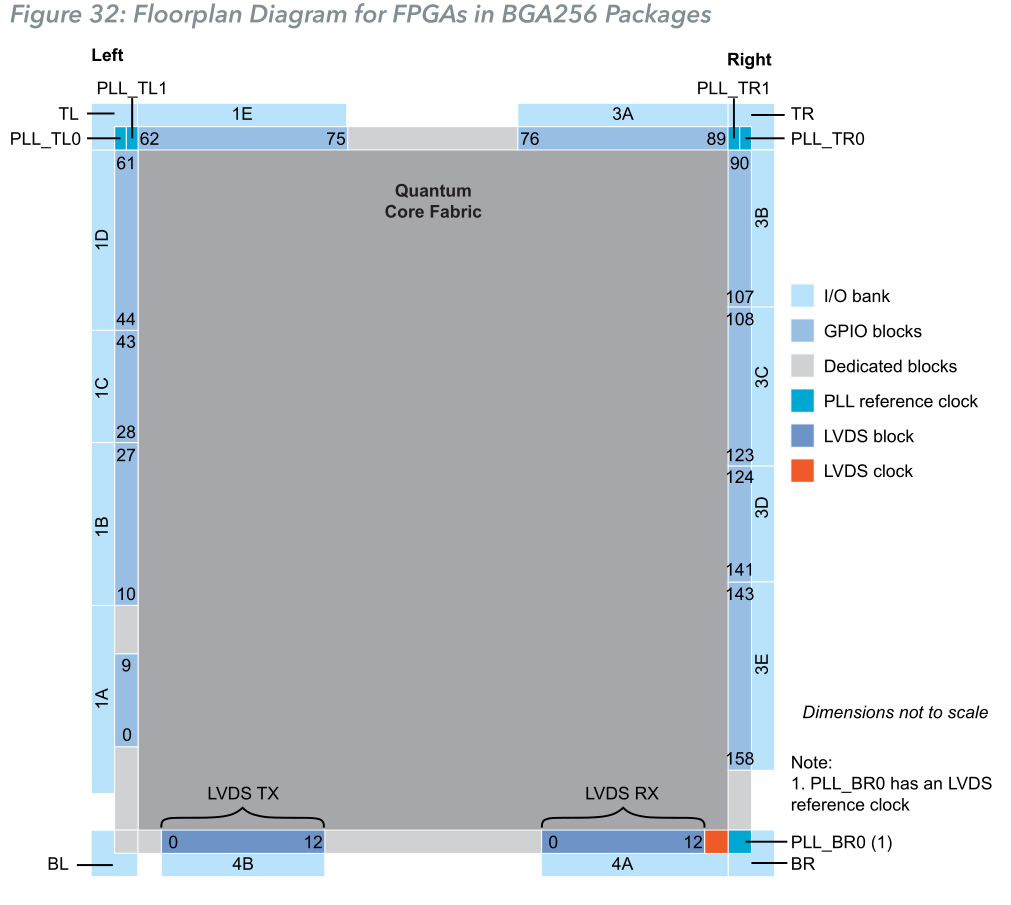 Figure 32: Floorplan Diagram for FPGAs in BGA256 Packages
Left
Right
PLL_TL1
PLL_TR1
TL
1E
3A
TR
PLL_TL0
62
75
76
89
PLL_TR0
61
90
Quantum
Core Fabric
1D
3B
107
44
108
43
1C
3C
28
27
123
124
1B
3D
141
10
143
9
1A
3E
0
158
I/O bank
GPIO blocks
Dedicated blocks
PLL reference clock
LVDS block
LVDS clock
Dimensions not to scale
Note:
1. PLL_BR0 has an LVDS
reference clock
LVDS TX
LVDS RX
0
12
0
12
PLL_BR0 (1)
BL
4B
4A
BR